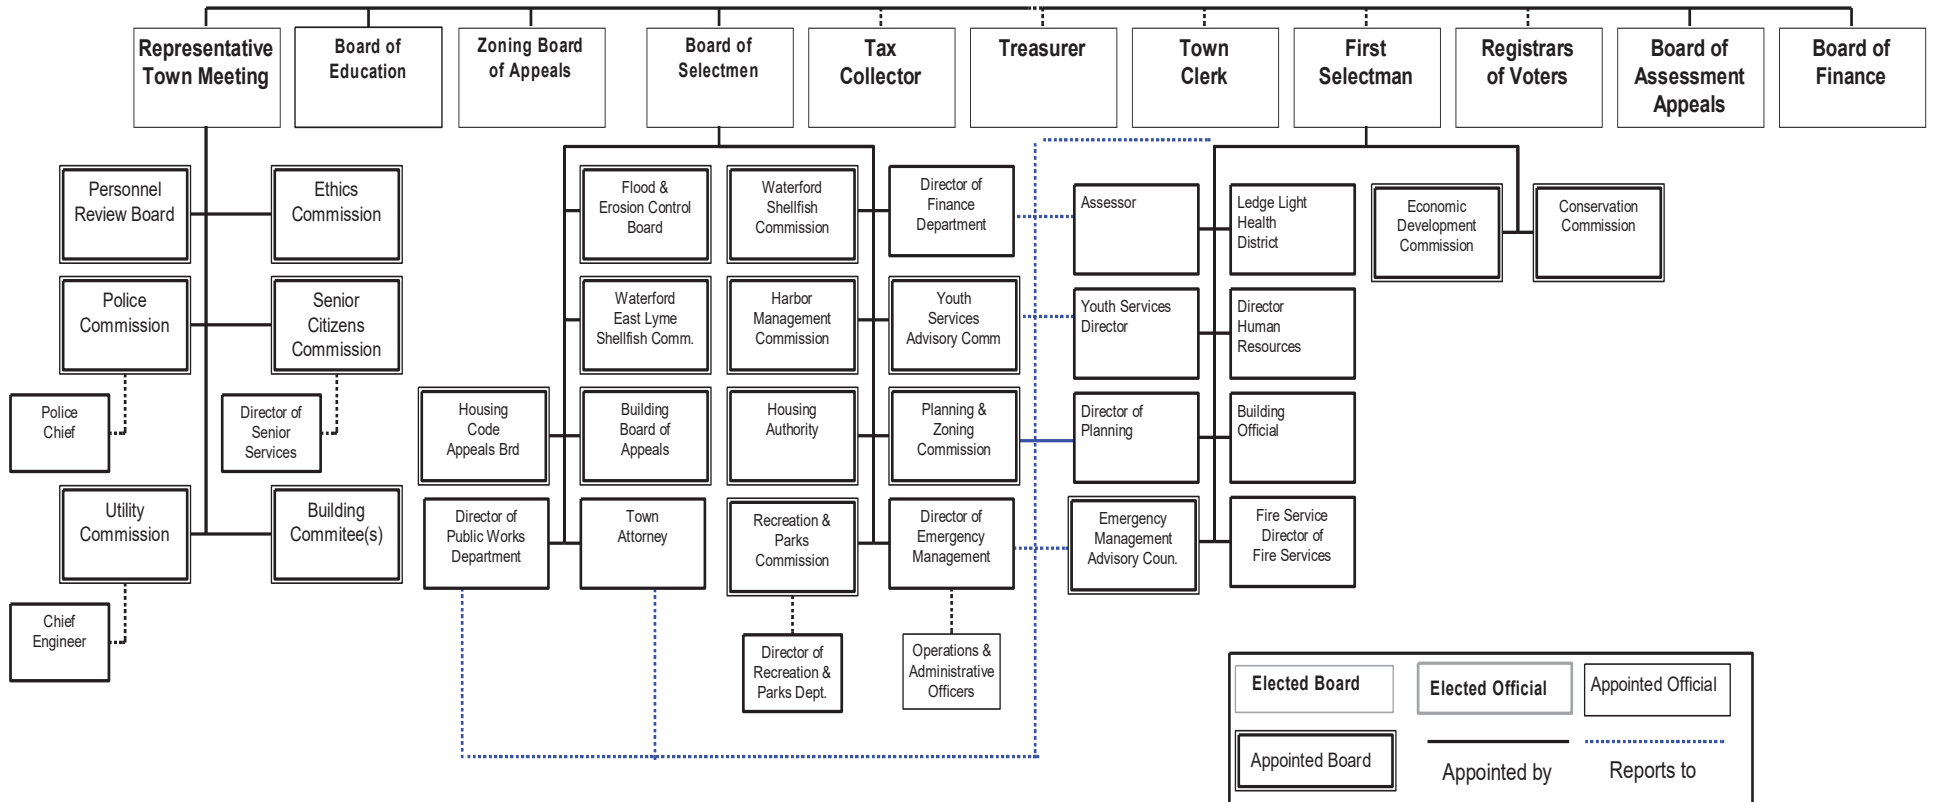 Representative
Town Meeting
Board of
Education
Zoning Board
of Appeals
Board of
Selectmen
Tax
Collector
Treasurer
Town
Clerk
First
Selectman
Registrars
of Voters
Board of
Assessment
Appeals
Board of
Finance
Personnel
Review Board
Ethics
Commission
Flood &
Erosion Control
Board
Waterford
Shellfish
Commission
Director of
Finance
Department
Assessor
Ledge Light
Health
District
Economic
Development
Commission
Conservation
Commission
Police
Commission
Senior
Citizens
Commission
Waterford
East Lyme
Shellfish Comm.
Harbor
Management
Commission
Youth
Services
Advisory Comm
Youth Services
Director
Director
Human
Resources
Police
Chief
Director of
Senior
Services
Housing
Code
Appeals Brd
Building
Board of
Appeals
Housing
Authority
Planning &
Zoning
Commission
Director of
Planning
Building
Official
Utility
Commission
Building
Commitee(s)
Director of
Public Works
Department
Town
Attorney
Recreation &
Parks
Commission
Director of
Emergency
Management
Emergency
Management
Advisory Coun.
Fire Service
Director of
Fire Services
Chief
Engineer
Director of
Recreation &
Parks Dept.
Operations &
Administrative
Officers
Elected Board
Elected Official
Appointed Official
Appointed Board
Appointed by
Reports to